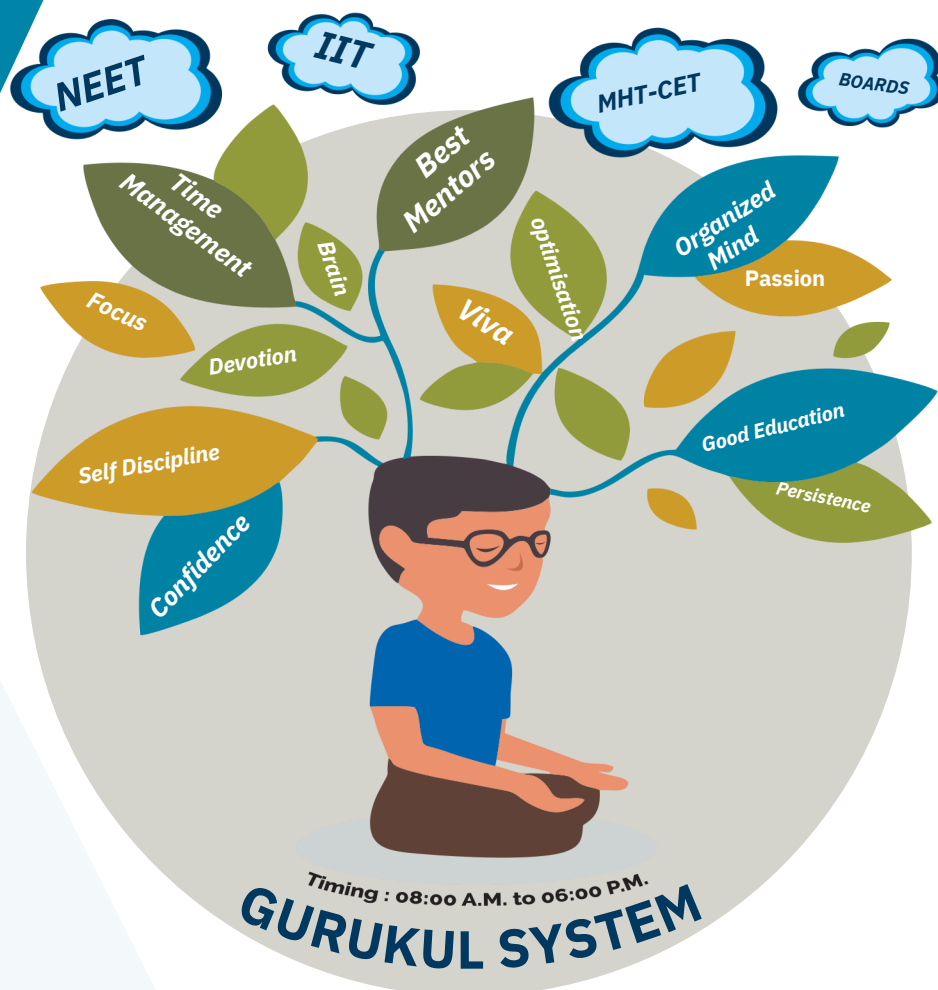 NEET
IIT
MHT-CET
BOARDS
Time
Management
Best
Mentors
Organized
Mind
Brain
optimisation
Passion
Focus
Viva
Devotion
Good Education
Self Discipline
Persistence
Confidence
Timing : 08:00 A.M. to 06:00 P.M.
GURUKUL SYSTEM